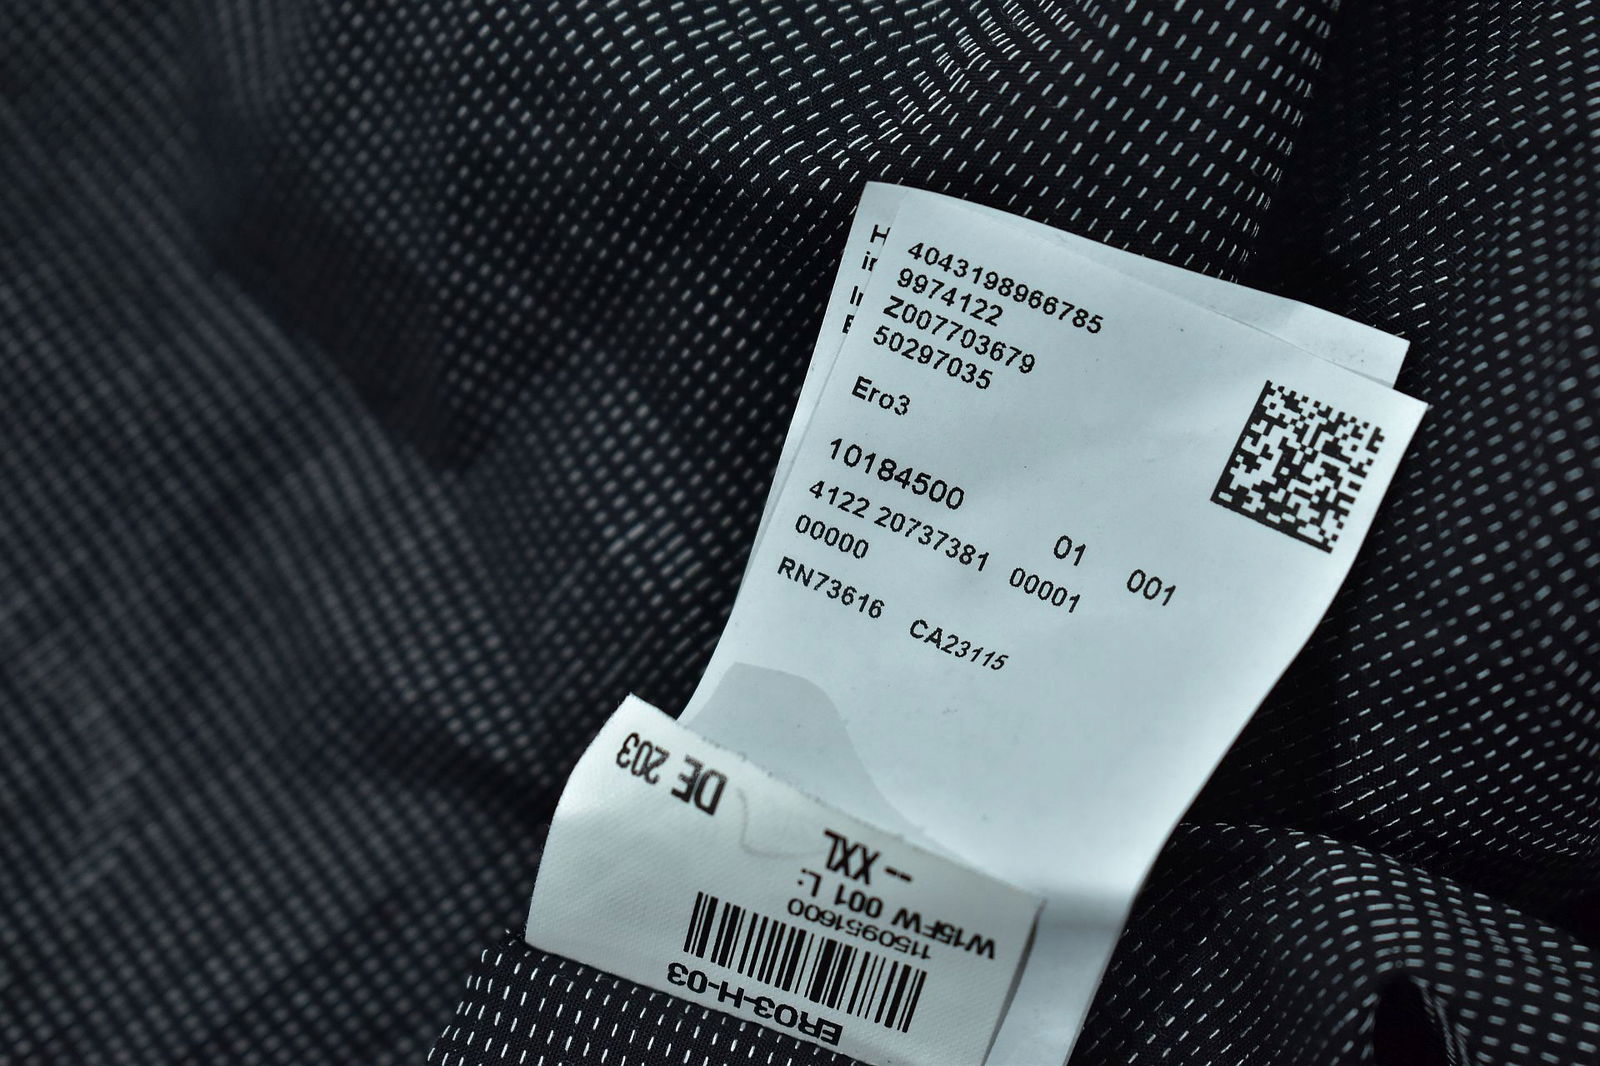 4043198966785
9974122
Z007703679
50297035
Ero3
10184500 01 001
4122 20737381 00001
00000
RN73616 CA23115
ERO3-H-03
1150951600
W15FW 001 L:
-- XXL
DE 203